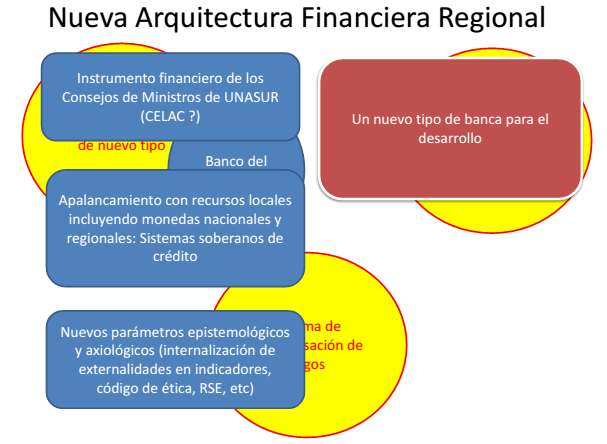 Nueva Arquitectura Financiera Regional
Instrumento financiero de los
Consejos de Ministros de UNASUR
(CELAC ?)
de nuevo tipo
Banco del
Apalancamiento con recursos locales
incluyendo monedas nacionales y
regionales: Sistemas soberanos de
crédito
Nuevos parámetros epistemológicos
y axiológicos (internalización de
externalidades en indicadores,
código de ética, RSE, etc)
Un nuevo tipo de banca para el
desarrollo
ma de
sación de
gos